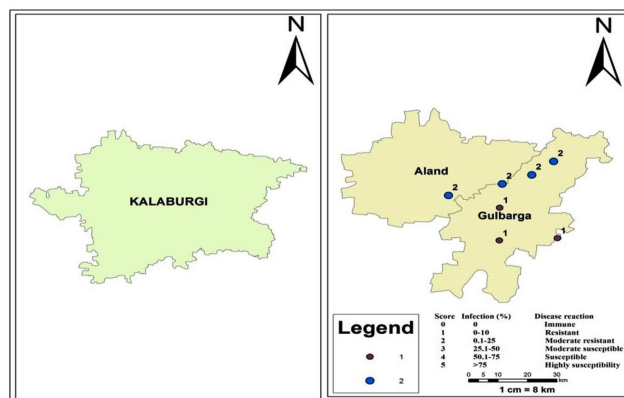 N
KALABURGI
N
Aland
Gulbarga
2
2
2
2
1
1
1
Legend
1
2
Score Infection (%) Disease reaction
0 0 Immune
1 0-10 Resistant
2 0.1-25 Moderate resistant
3 25.1-50 Moderate susceptible
4 50.1-75 Susceptible
5 >75 Highly susceptibility
0 5 10 20 30 km
1 cm = 8 km